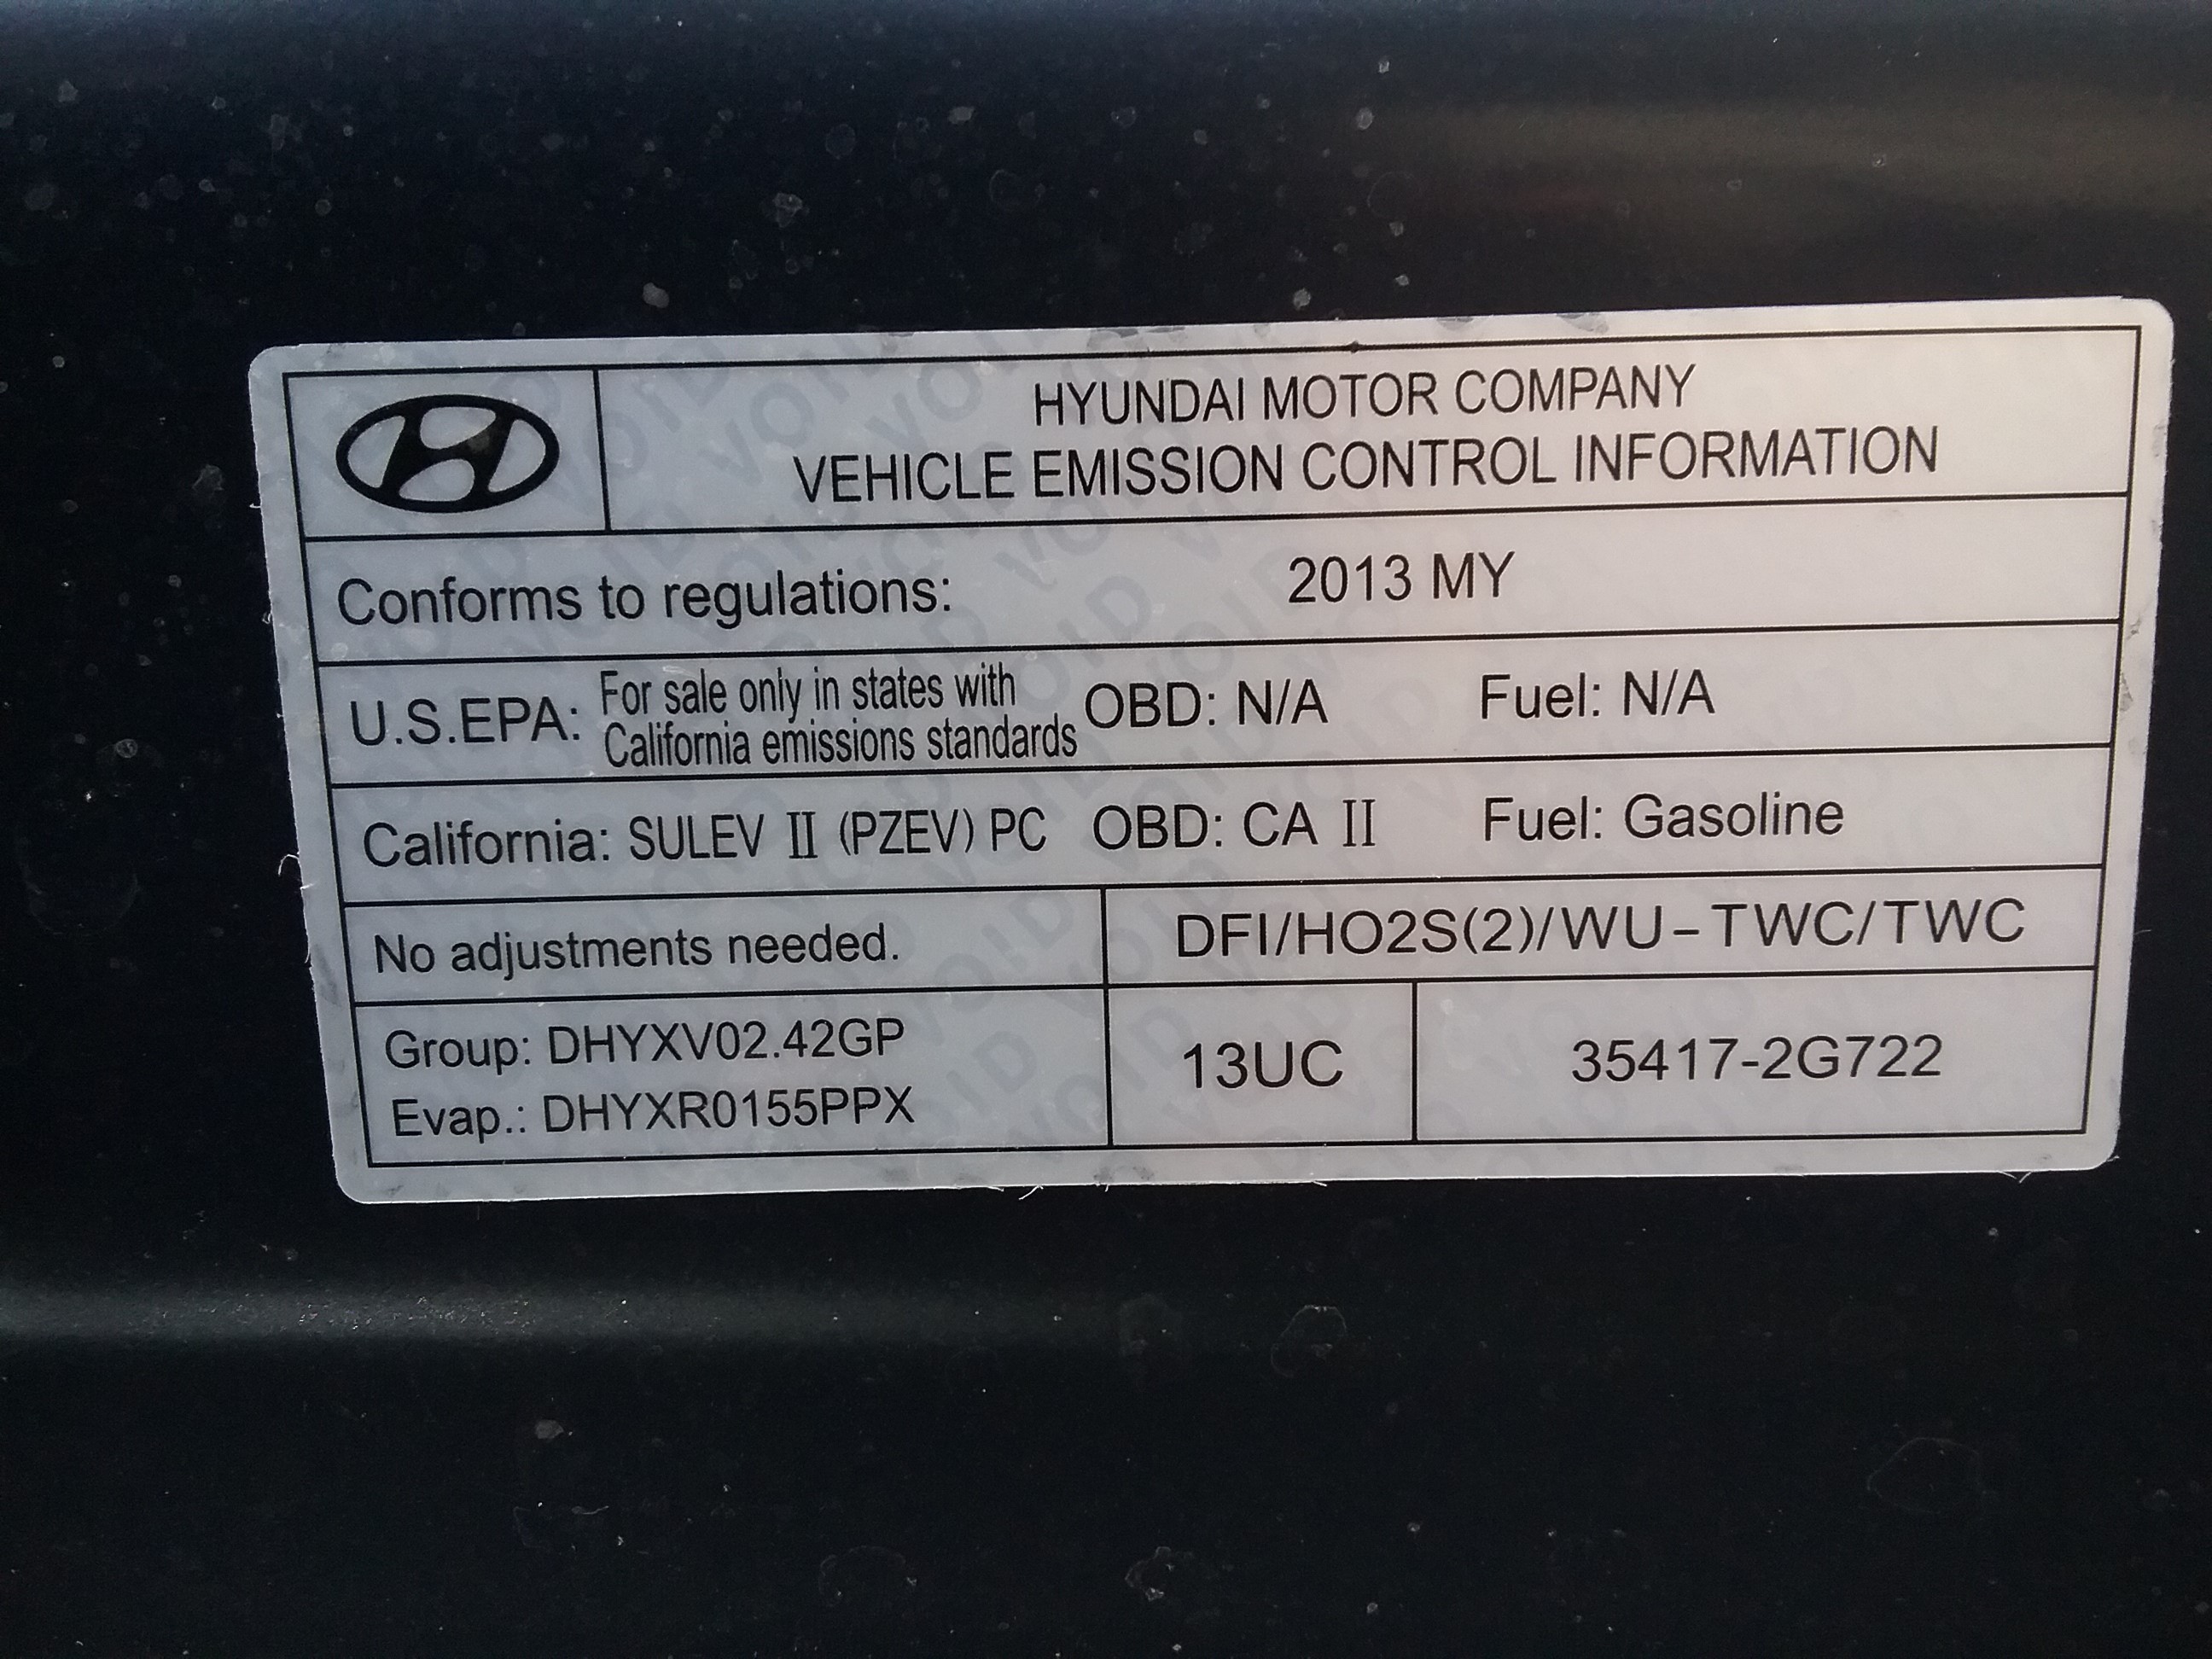 HYUNDAI MOTOR COMPANY
VEHICLE EMISSION CONTROL INFORMATION
Conforms to regulations: 2013 MY
U.S.EPA: For sale only in states with
California emissions standards OBD: N/A Fuel: N/A
California: SULEV II (PZEV) PC OBD: CA II Fuel: Gasoline
No adjustments needed. DFI/HO2S(2)/WU-TWC/TWC
Group: DHYXV02.42GP
Evap.: DHYXR0155PPX
13UC
35417-2G722